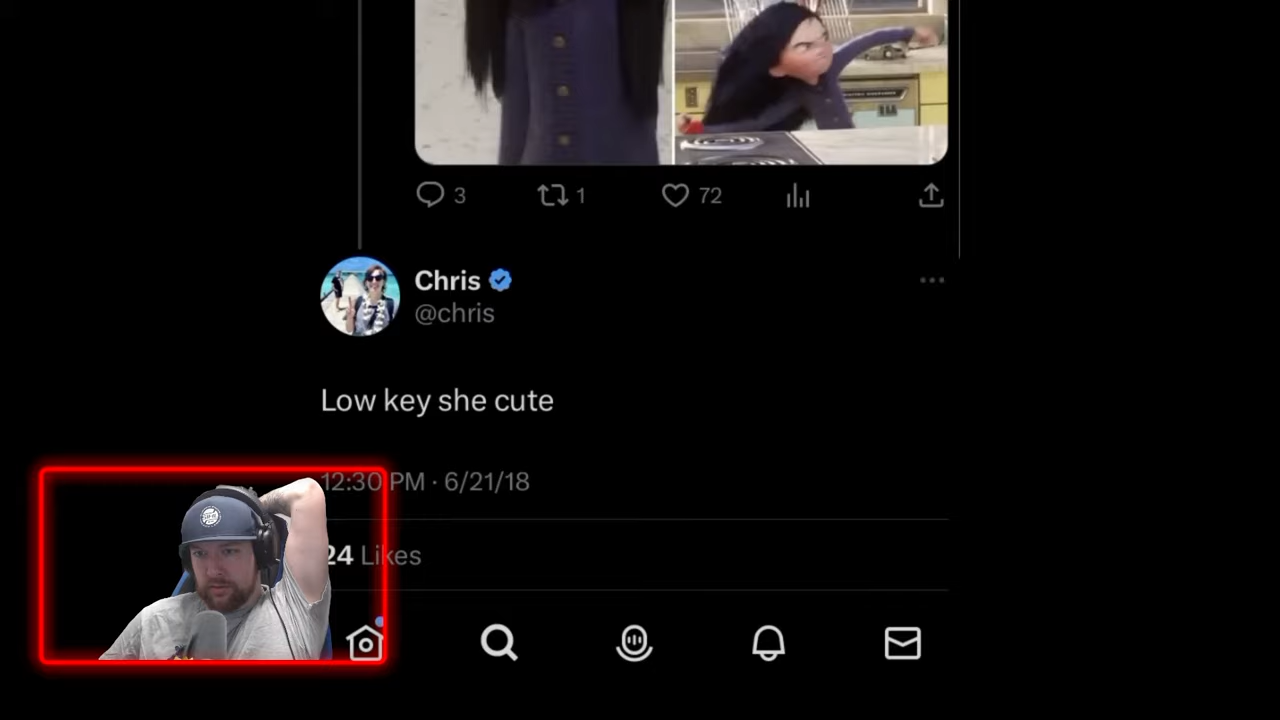 3 1 72
Chris
@chris
Low key she cute
12:30 PM · 6/21/18
24 Likes